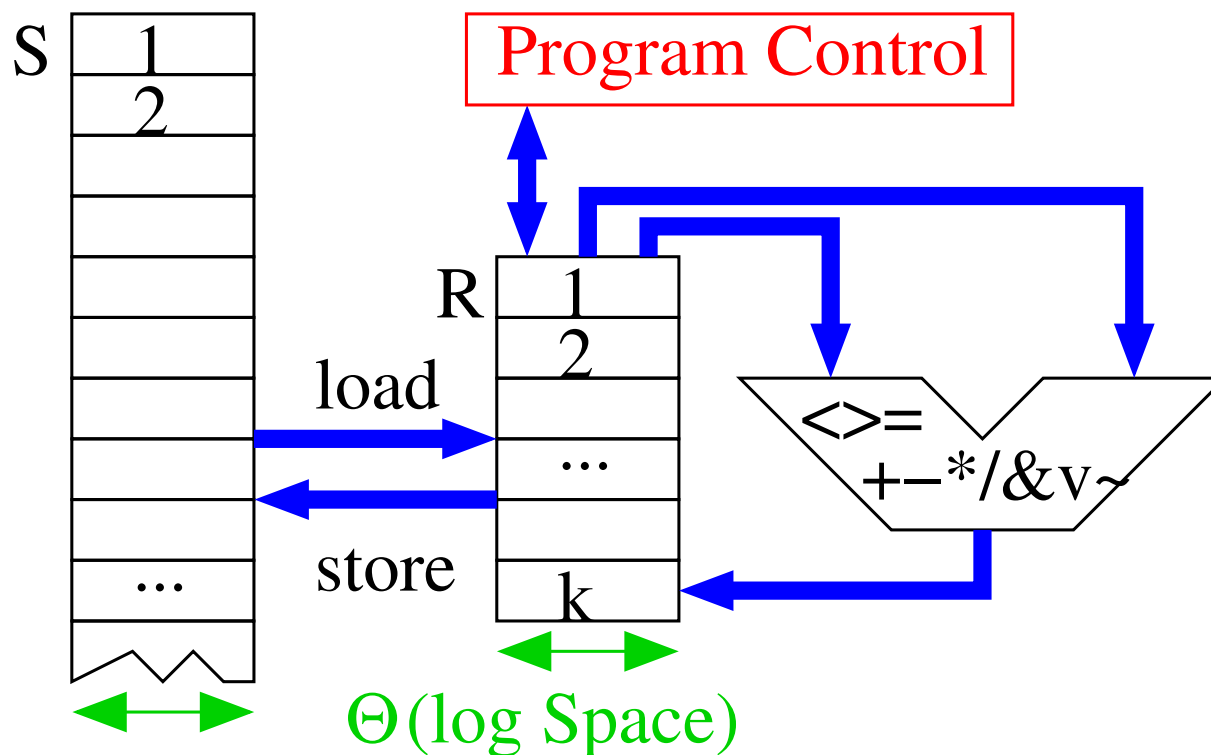 S
1
2
...
Program Control
R
1
2
...
k
load
store
<>=
+−*/&v~
Θ(log Space)